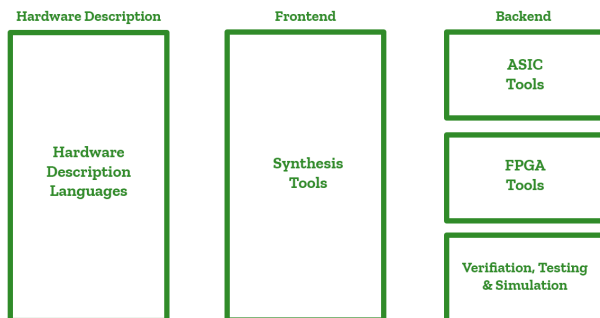 Hardware Description
Frontend
Backend
Hardware
Description
Languages
Synthesis
Tools
ASIC
Tools
FPGA
Tools
Verifiation, Testing
& Simulation